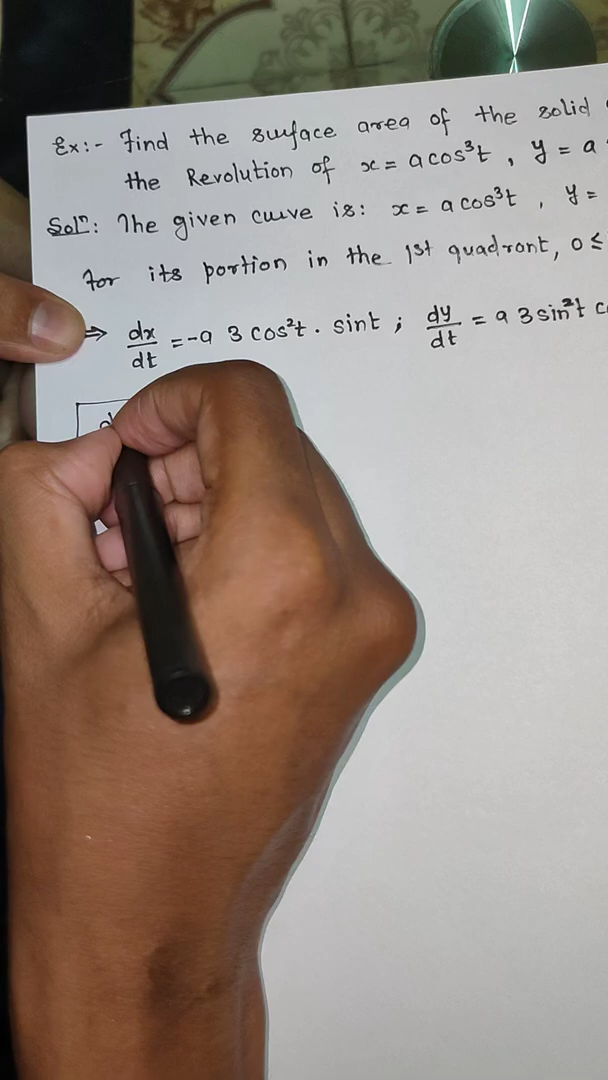 Ex:- Find the surface area of the solid
the Revolution of x = a cos³t , y = a
Solⁿ: The given curve is: x = a cos³t , y =
for its portion in the 1st quadront, 0 ≤
⇒ dx/dt = -a 3 cos²t · sint ; dy/dt = a 3 sin²t c